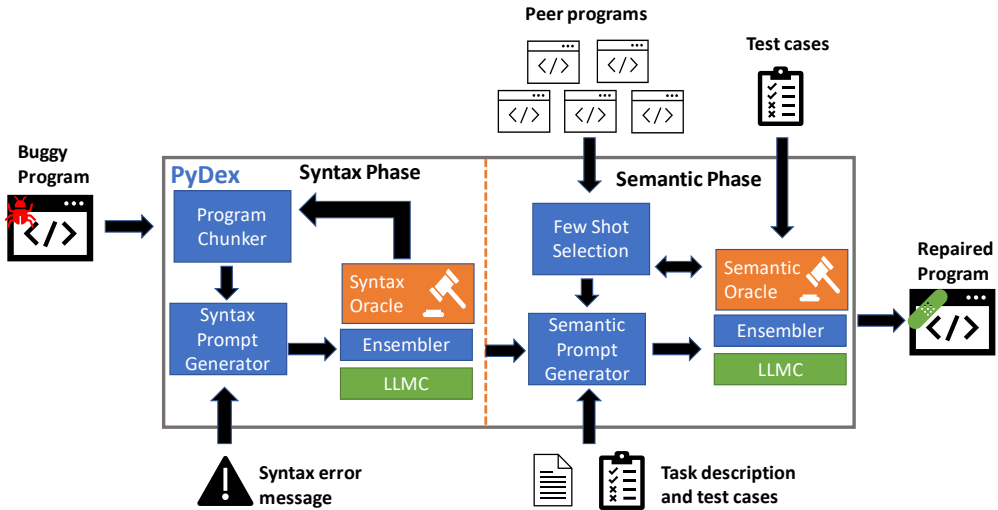 Peer programs
</>
</>
</>
</>
</>
Test cases
Buggy
Program
</>
PyDex
Syntax Phase
Program
Chunker
Syntax
Oracle
Syntax
Prompt
Generator
Ensembler
LLMC
Syntax error
message
Semantic Phase
Few Shot
Selection
Semantic
Oracle
Semantic
Prompt
Generator
Ensembler
LLMC
Task description
and test cases
Repaired
Program
</>